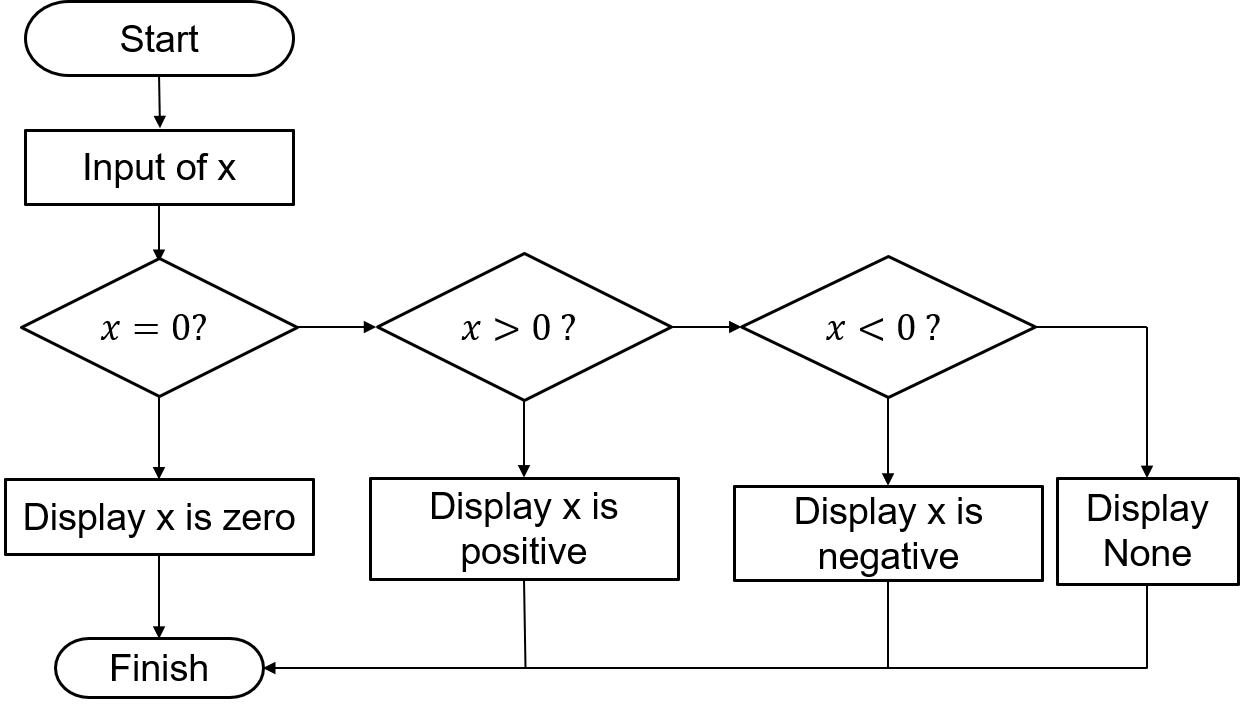 Start
Input of x
x = 0?
x > 0 ?
x < 0 ?
Display x is zero
Display x is
positive
Display x is
negative
Display
None
Finish